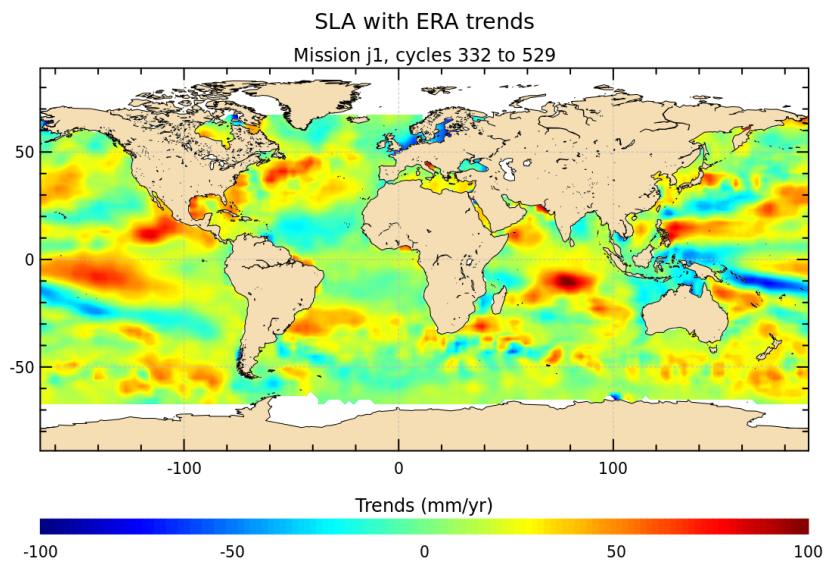 SLA with ERA trends
Mission j1, cycles 332 to 529
50
0
-50
-100 0 100
Trends (mm/yr)
-100 -50 0 50 100